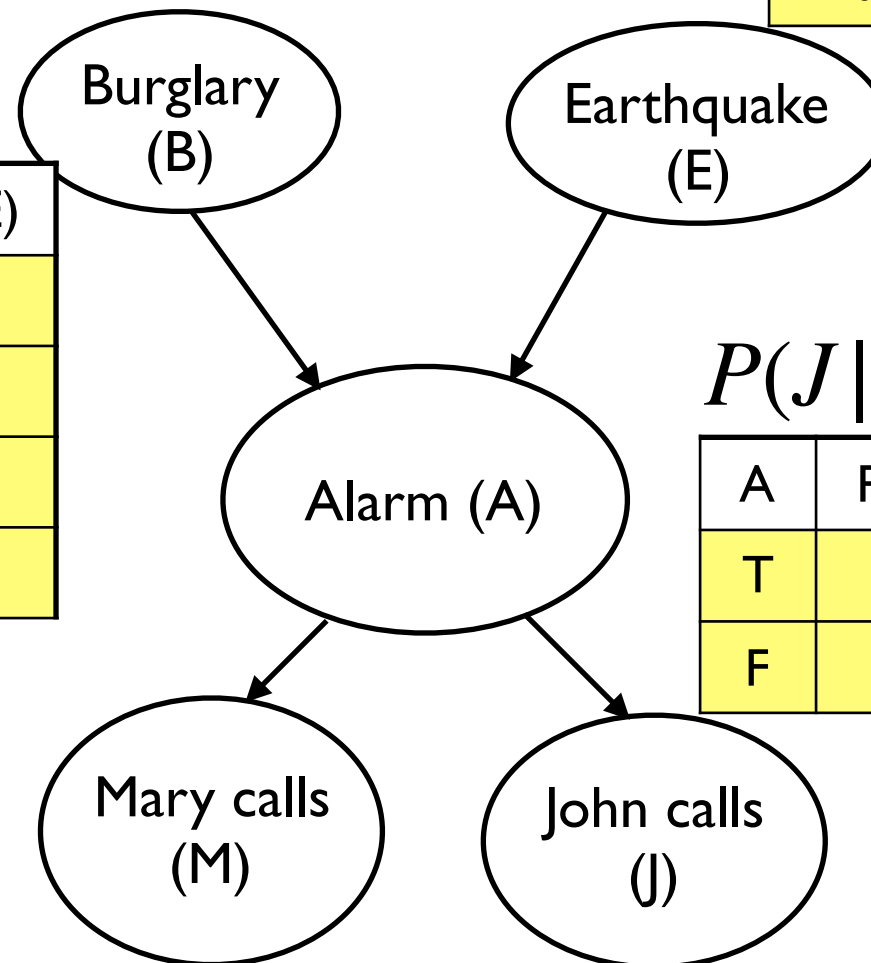 Burglary
(B)
Earthquake
(E)
)
P(J |
A
T
F
Alarm (A)
Mary calls
(M)
John calls
(J)